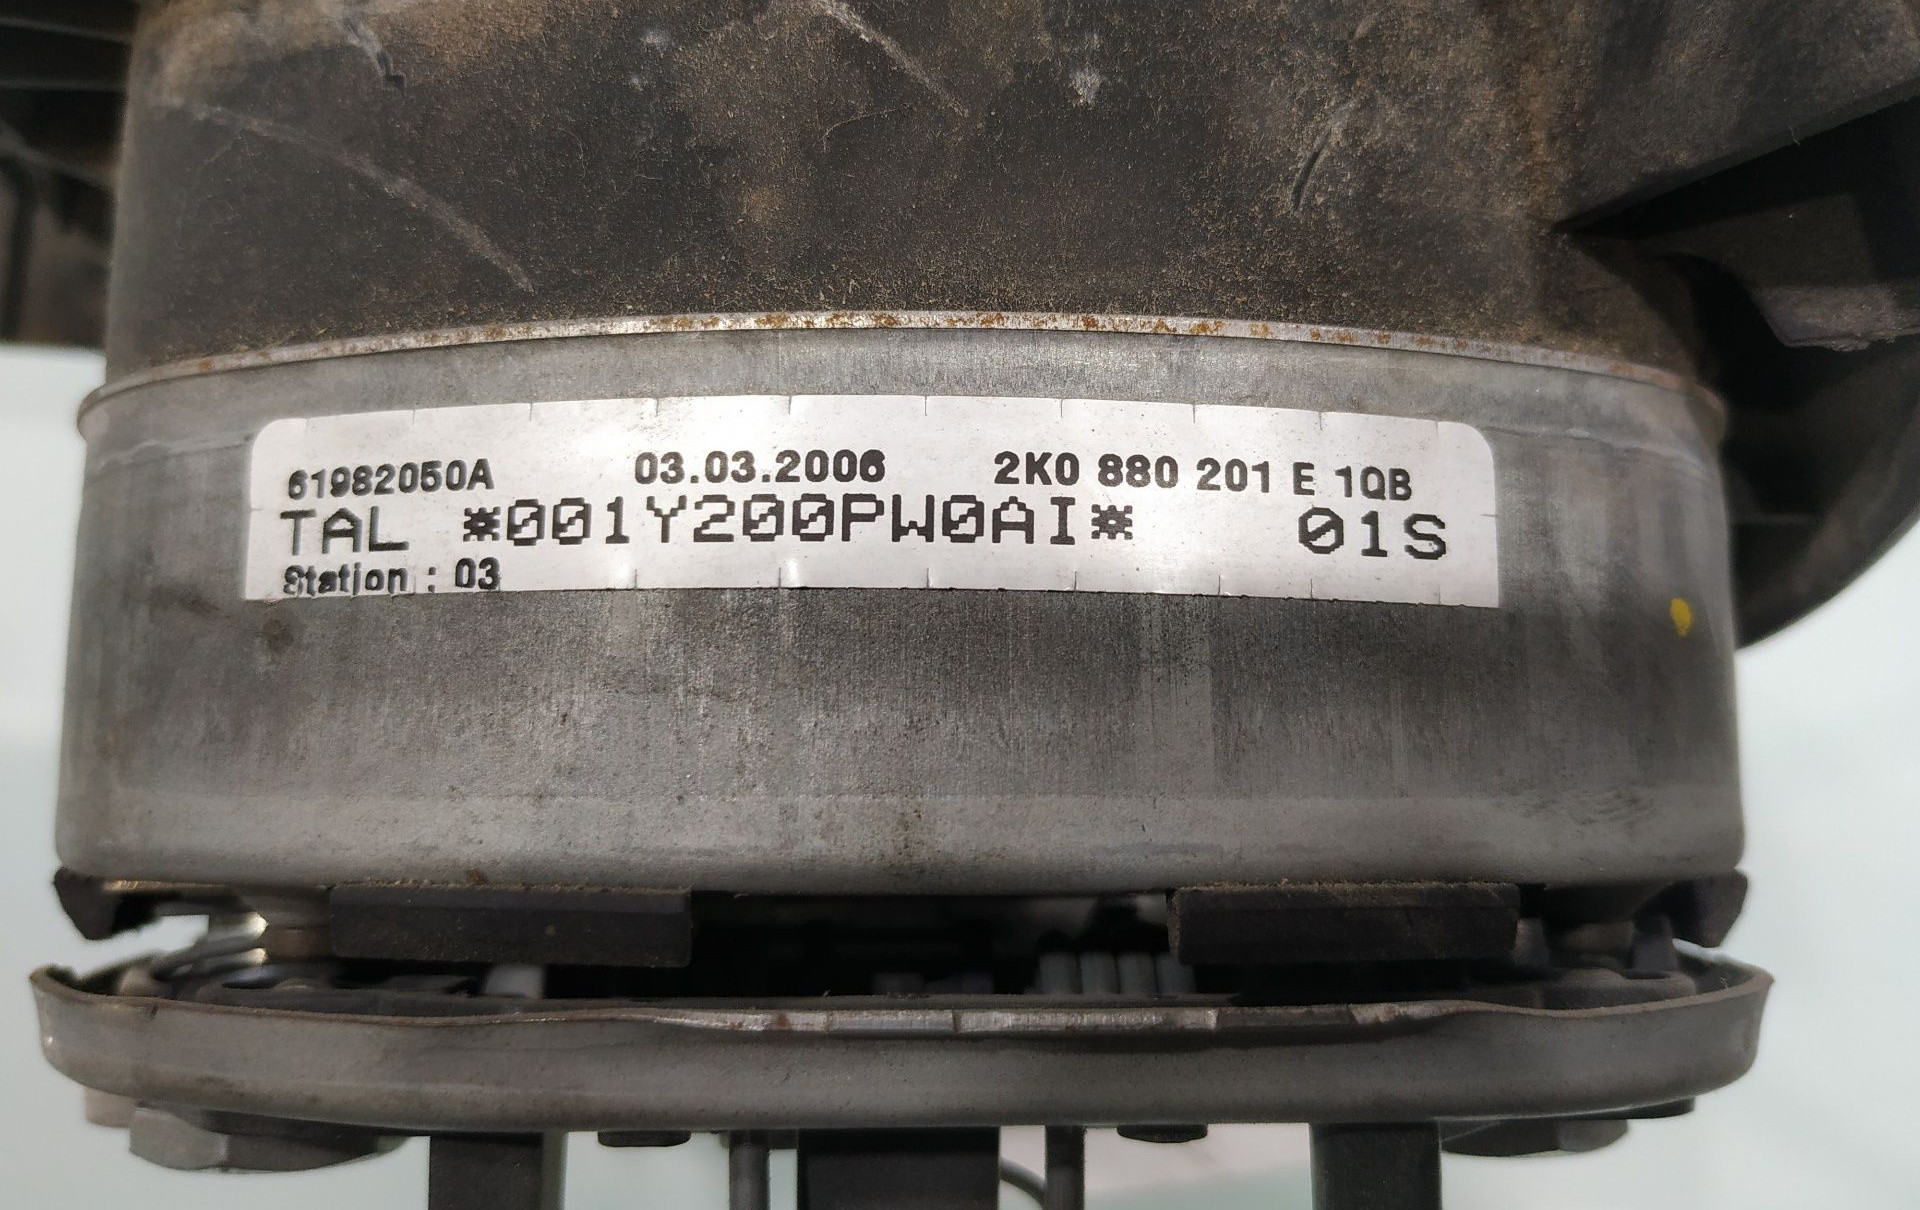 61982050A 03.03.2006 2K0 880 201 E 1QB
TAL *001Y200PW0AI* 01S
Station : 03